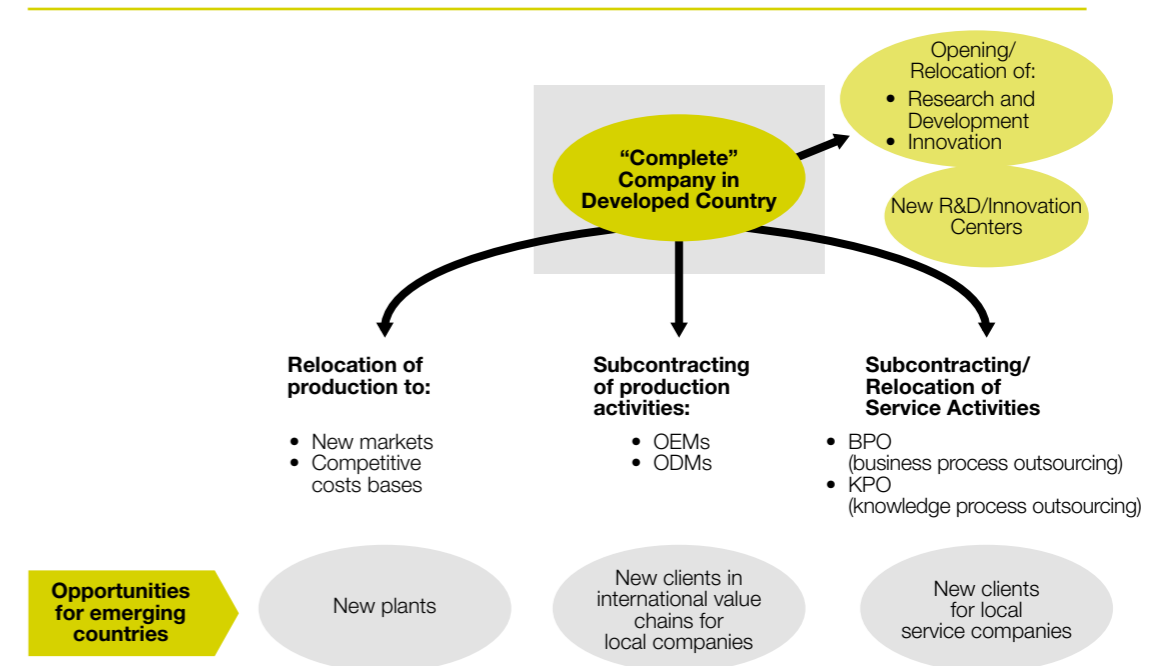 Opening/
Relocation of:
• Research and
Development
• Innovation
“Complete”
Company in
Developed Country
New R&D/Innovation
Centers
Relocation of
production to:
• New markets
• Competitive
costs bases
Subcontracting
of production
activities:
• OEMs
• ODMs
Subcontracting/
Relocation of
Service Activities
• BPO
(business process outsourcing)
• KPO
(knowledge process outsourcing)
Opportunities
for emerging
countries
New plants
New clients in
international value
chains for
local companies
New clients
for local
service companies